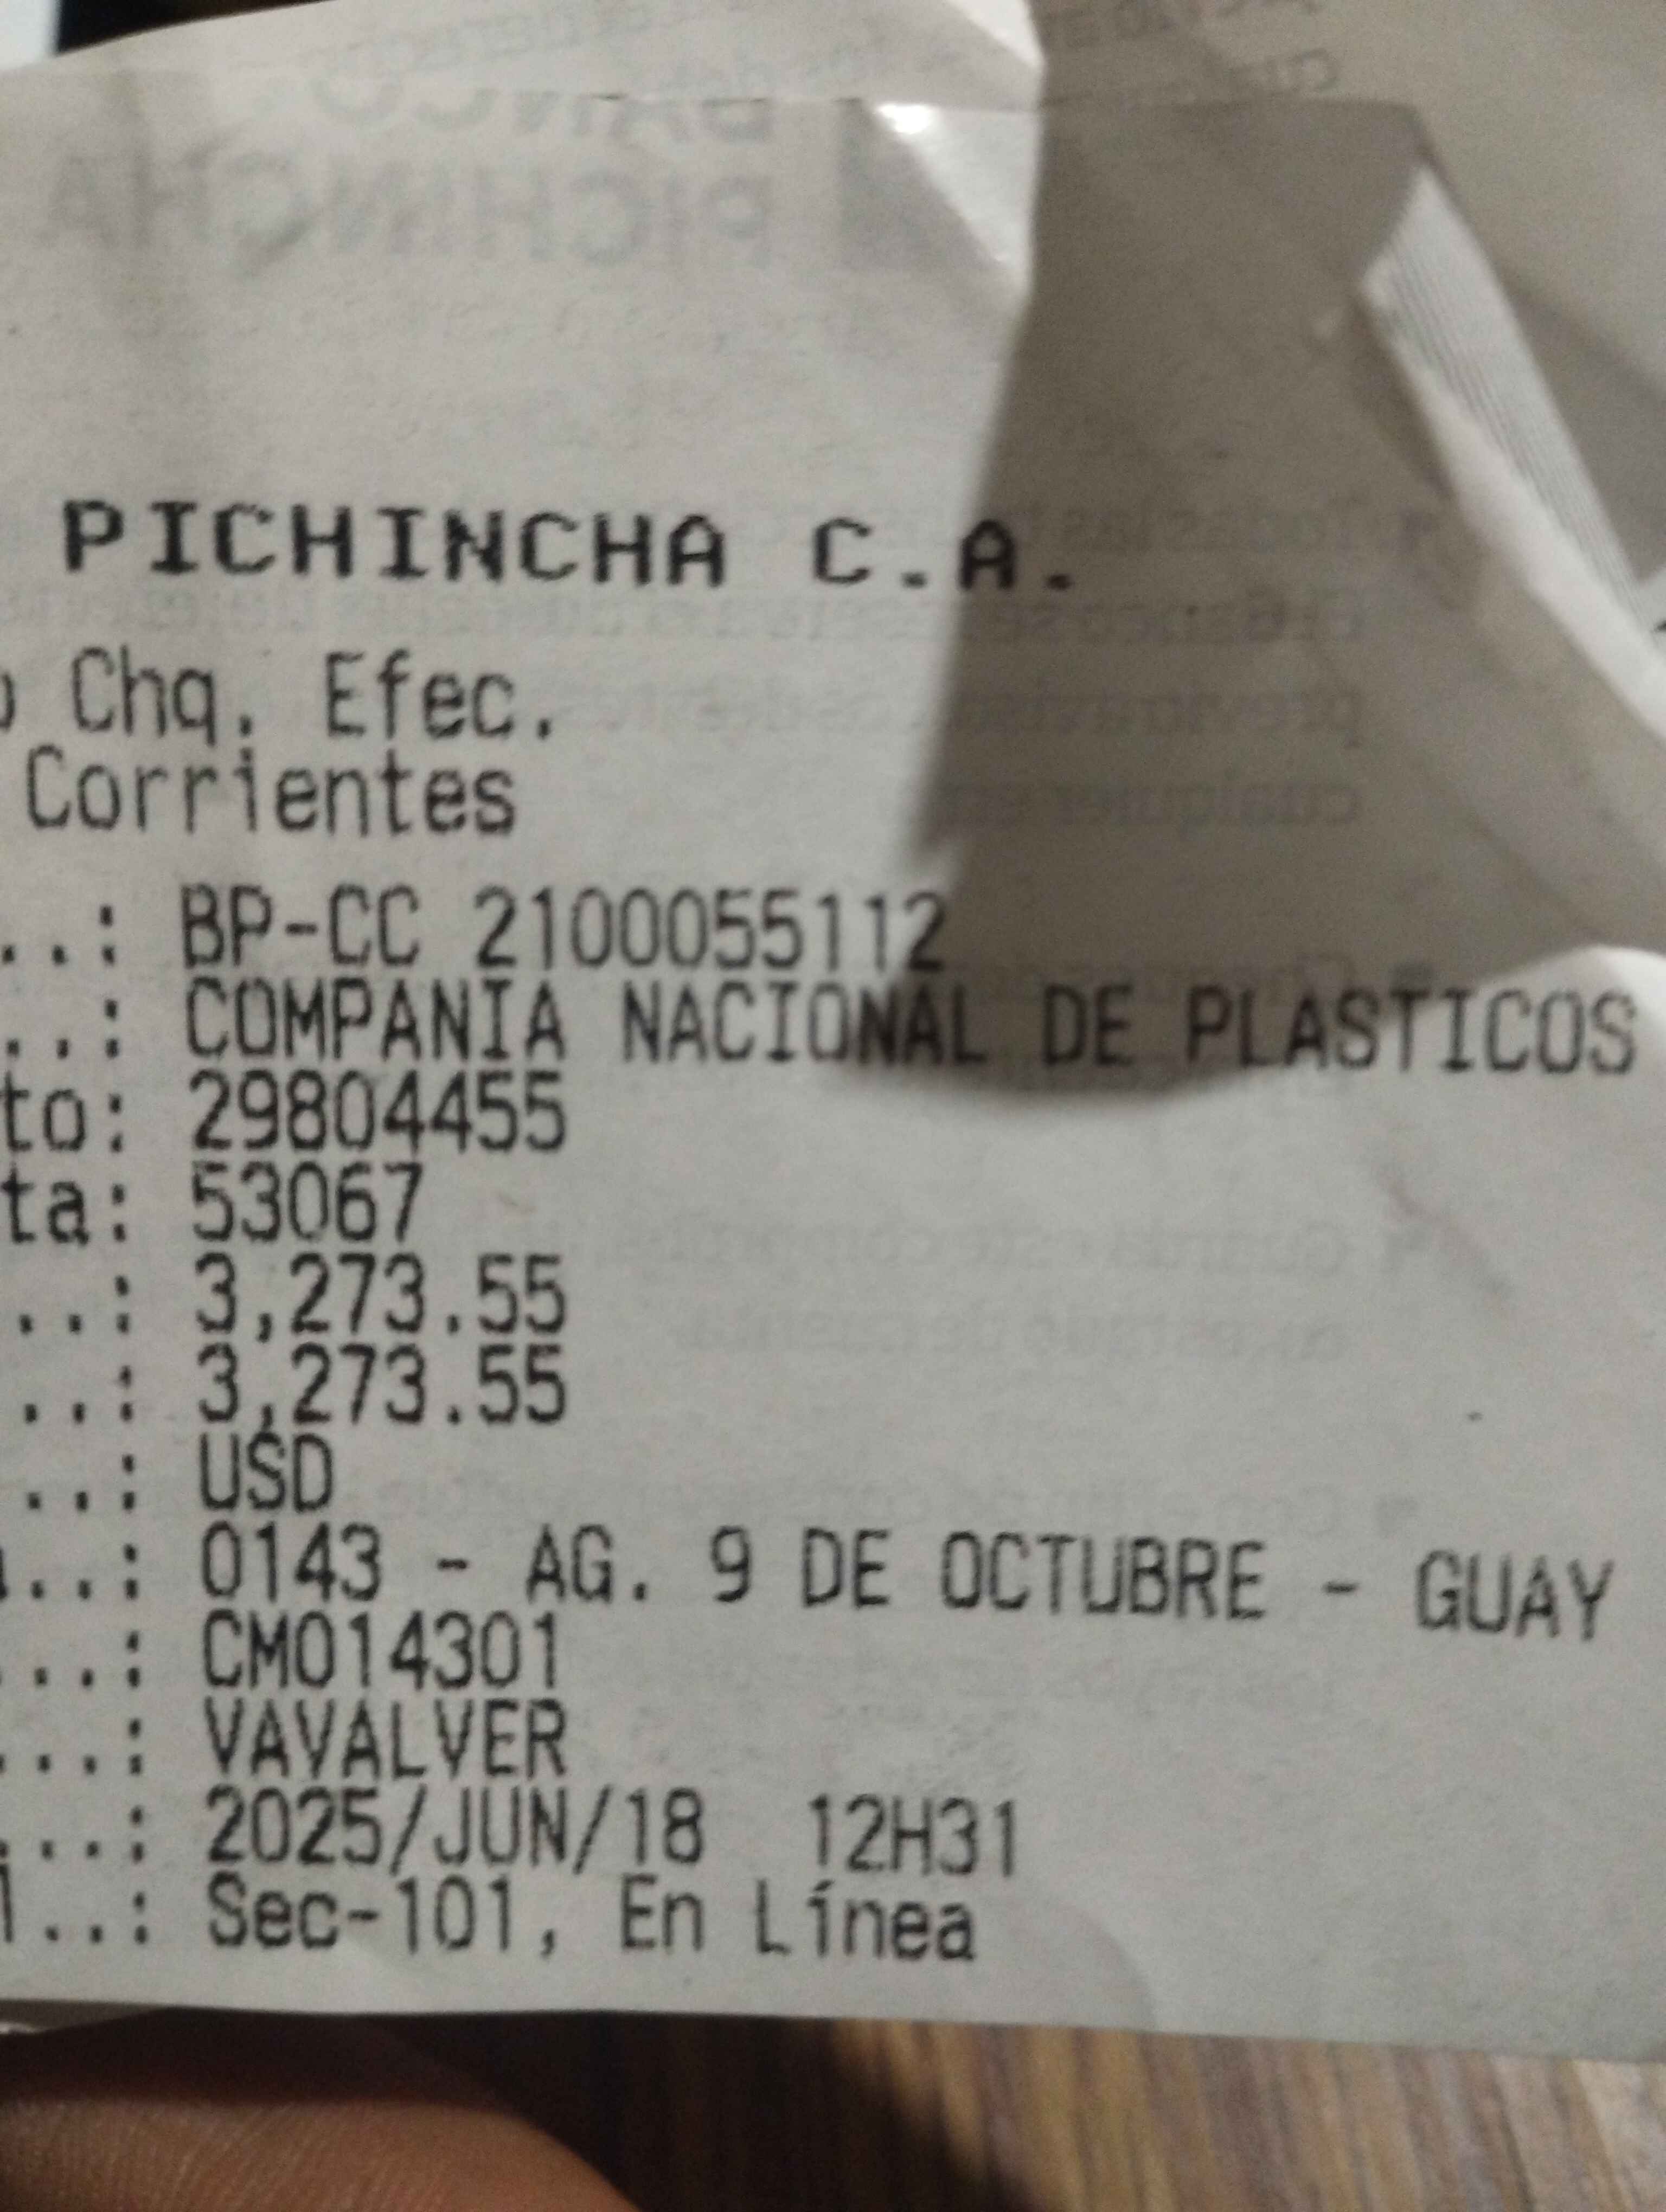 PICHINCHA C.A.
Chq. Efec.
Corrientes
..: BP-CC 2100055112
..: COMPANIA NACIONAL DE PLASTICOS
to: 29804455
ta: 53067
..: 3,273.55
..: 3,273.55
..: USD
..: 0143 - AG. 9 DE OCTUBRE - GUAY
...: CM014301
...: VAVALVER
...: 2025/JUN/18 12H31
..: Sec-101, En Línea